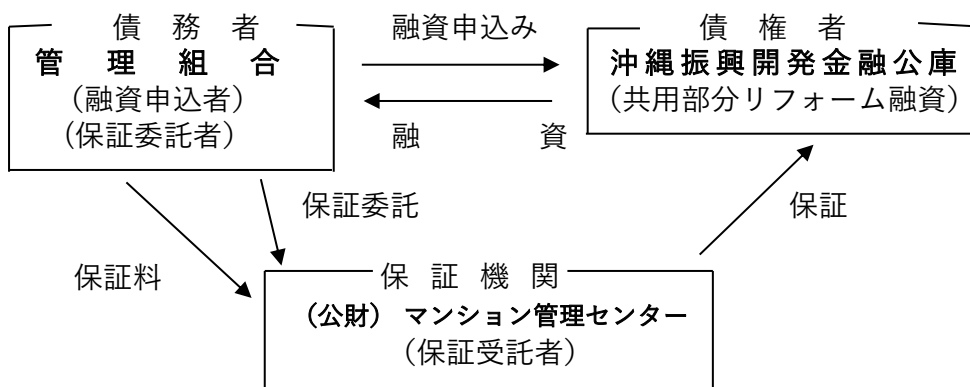 債務者
管理組合
(融資申込者)
(保証委託者)
融資申込み
融資
債権者
沖縄振興開発金融公庫
(共用部分リフォーム融資)
保証委託
保証料
保証
保証機関
(公財) マンション管理センター
(保証受託者)